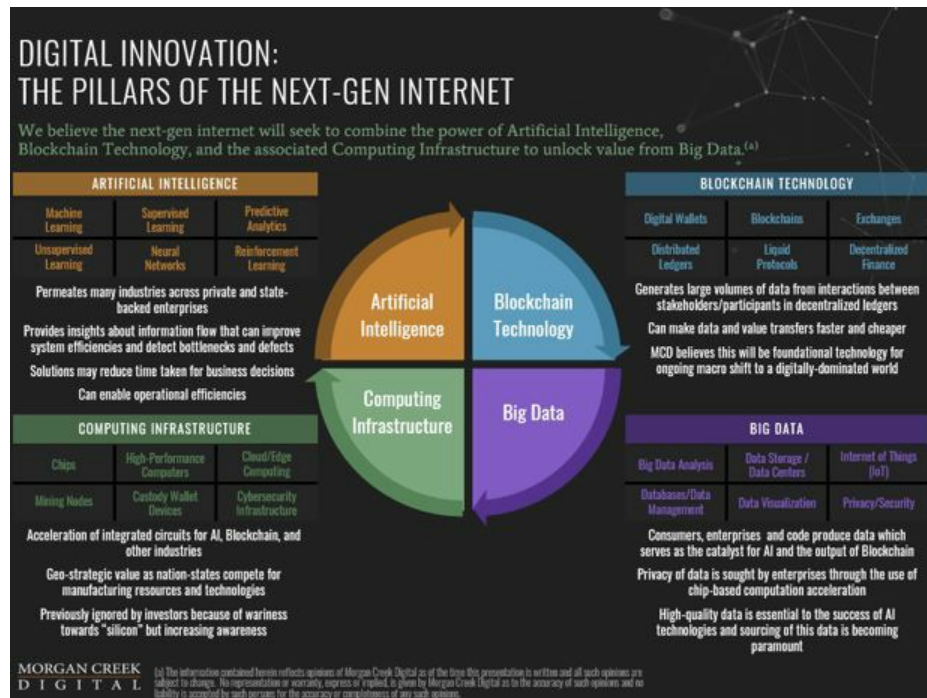 DIGITAL INNOVATION:
THE PILLARS OF THE NEXT-GEN INTERNET
We believe the next-gen internet will seek to combine the power of Artificial Intelligence,
Blockchain Technology, and the associated Computing Infrastructure to unlock value from Big Data.(a)
ARTIFICIAL INTELLIGENCE
Machine
Learning
Supervised
Learning
Predictive
Analytics
Unsupervised
Learning
Neural
Networks
Reinforcement
Learning
Permeates many industries across private and state-
backed enterprises
Provides insights about information flow that can improve
system efficiencies and detect bottlenecks and defects
Solutions may reduce time taken for business decisions
Can enable operational efficiencies
Artificial
Intelligence
Blockchain
Technology
Computing
Infrastructure
Big Data
BLOCKCHAIN TECHNOLOGY
Digital Wallets
Blockchains
Exchanges
Distributed
Ledgers
Liquid
Protocols
Decentralized
Finance
Generates large volumes of data from interactions between
stakeholders/participants in decentralized ledgers
Can make data and value transfers faster and cheaper
MCD believes this will be foundational technology for
ongoing macro shift to a digitally-dominated world
COMPUTING INFRASTRUCTURE
Chips
High-Performance
Computers
Cloud/Edge
Computing
Mining Nodes
Custody Wallet
Devices
Cybersecurity
Infrastructure
Acceleration of integrated circuits for AI, Blockchain, and
other industries
Geo-strategic value as nation-states compete for
manufacturing resources and technologies
Previously ignored by investors because of wariness
towards "silicon" but increasing awareness
BIG DATA
Big Data Analysis
Data Storage /
Data Centers
Internet of Things
(IoT)
Databases/Data
Management
Data Visualization
Privacy/Security
Consumers, enterprises and code produce data which
serves as the catalyst for AI and the output of Blockchain
Privacy of data is sought by enterprises through the use of
chip-based computation acceleration
High-quality data is essential to the success of AI
technologies and sourcing of this data is becoming
paramount
MORGAN CREEK
DIGITAL
(a) The information contained herein reflects opinions of Morgan Creek Digital as of the time this presentation is written and all such opinions are
subject to change. No representation or warranty, express or implied, is given by Morgan Creek Digital as to the accuracy of such opinions and no
liability is accepted by such persons for the accuracy or completeness of any such opinions.